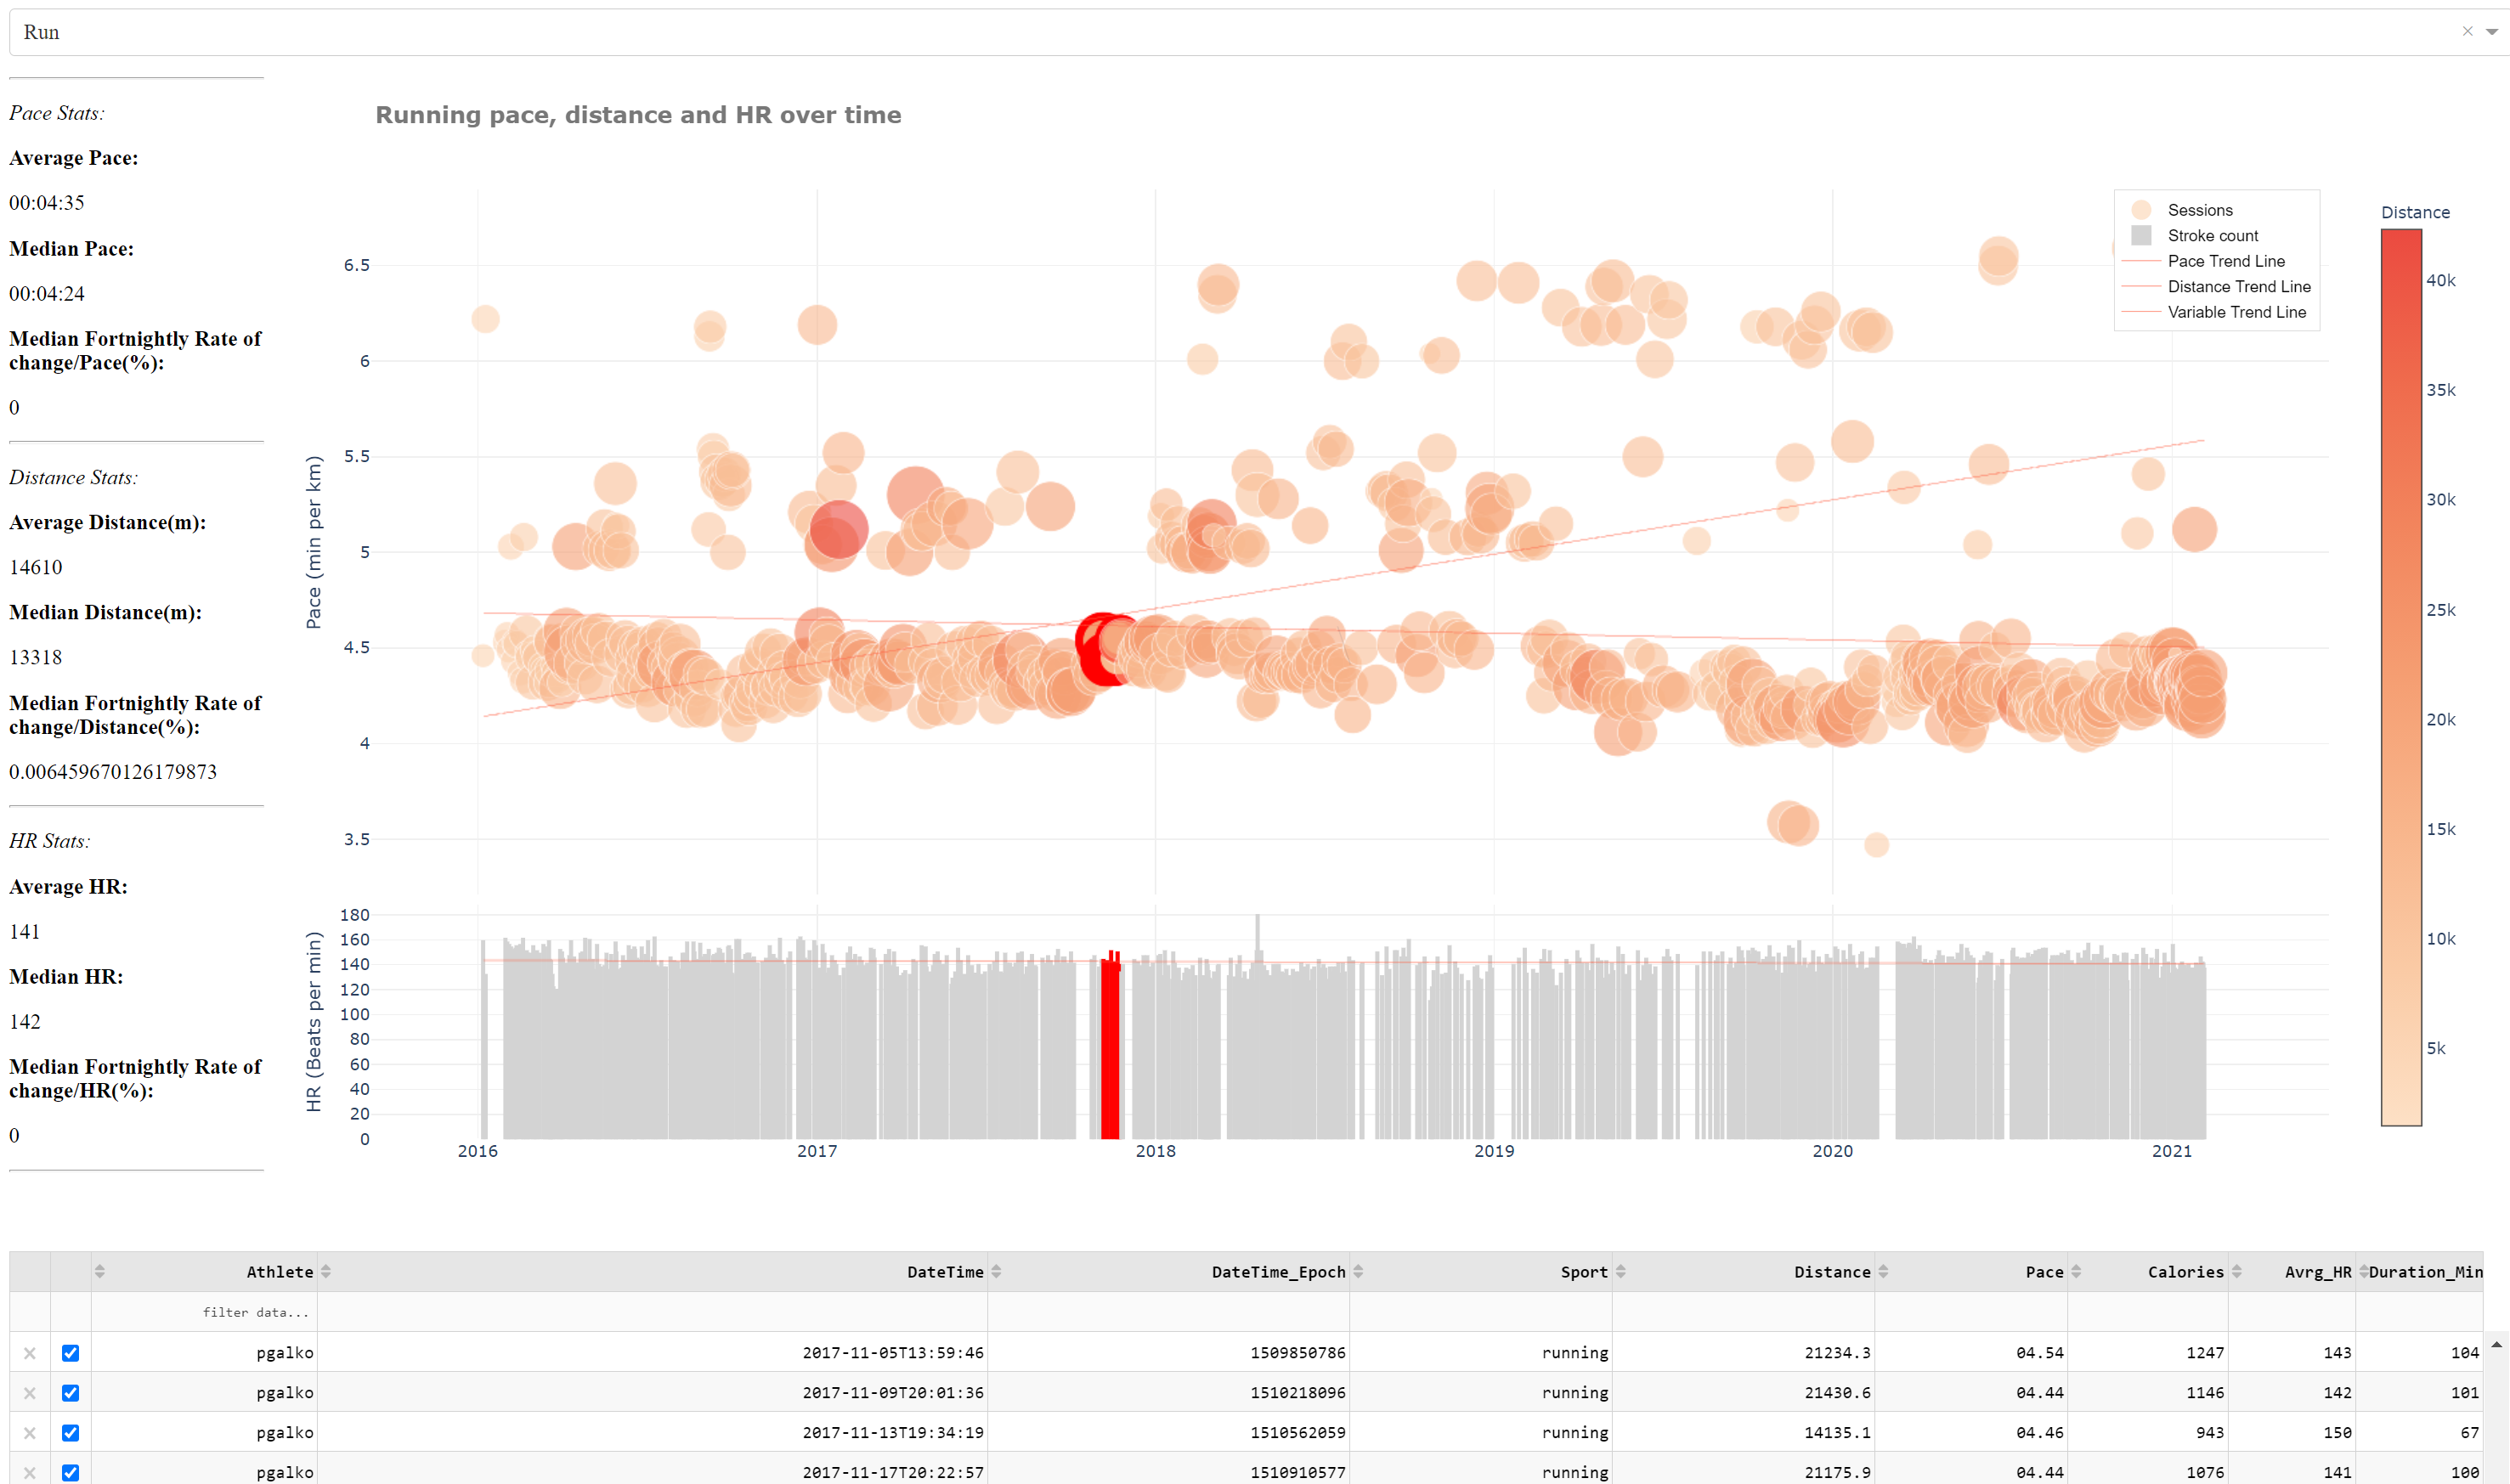 Run
Pace Stats:
Average Pace:
00:04:35
Median Pace:
00:04:24
Median Fortnightly Rate of
change/Pace(%):
0
Distance Stats:
Average Distance(m):
14610
Median Distance(m):
13318
Median Fortnightly Rate of
change/Distance(%):
0.006459670126179873
HR Stats:
Average HR:
141
Median HR:
142
Median Fortnightly Rate of
change/HR(%):
0
Running pace, distance and HR over time
Pace (min per km)
6.5
6
5.5
5
4.5
4
3.5
HR (Beats per min)
180
160
140
120
100
80
60
40
20
0
2016 2017 2018 2019 2020 2021
Sessions
Stroke count
Pace Trend Line
Distance Trend Line
Variable Trend Line
Distance
40k
35k
30k
25k
20k
15k
10k
5k
Athlete DateTime DateTime_Epoch Sport Distance Pace Calories Avrg_HR Duration_Min
filter data...
pgalko 2017-11-05T13:59:46 1509850786 running 21234.3 04.54 1247 143 104
pgalko 2017-11-09T20:01:36 1510218096 running 21430.6 04.44 1146 142 101
pgalko 2017-11-13T19:34:19 1510562059 running 14135.1 04.46 943 150 67
pgalko 2017-11-17T20:22:57 1510910577 running 21175.9 04.44 1076 141 100